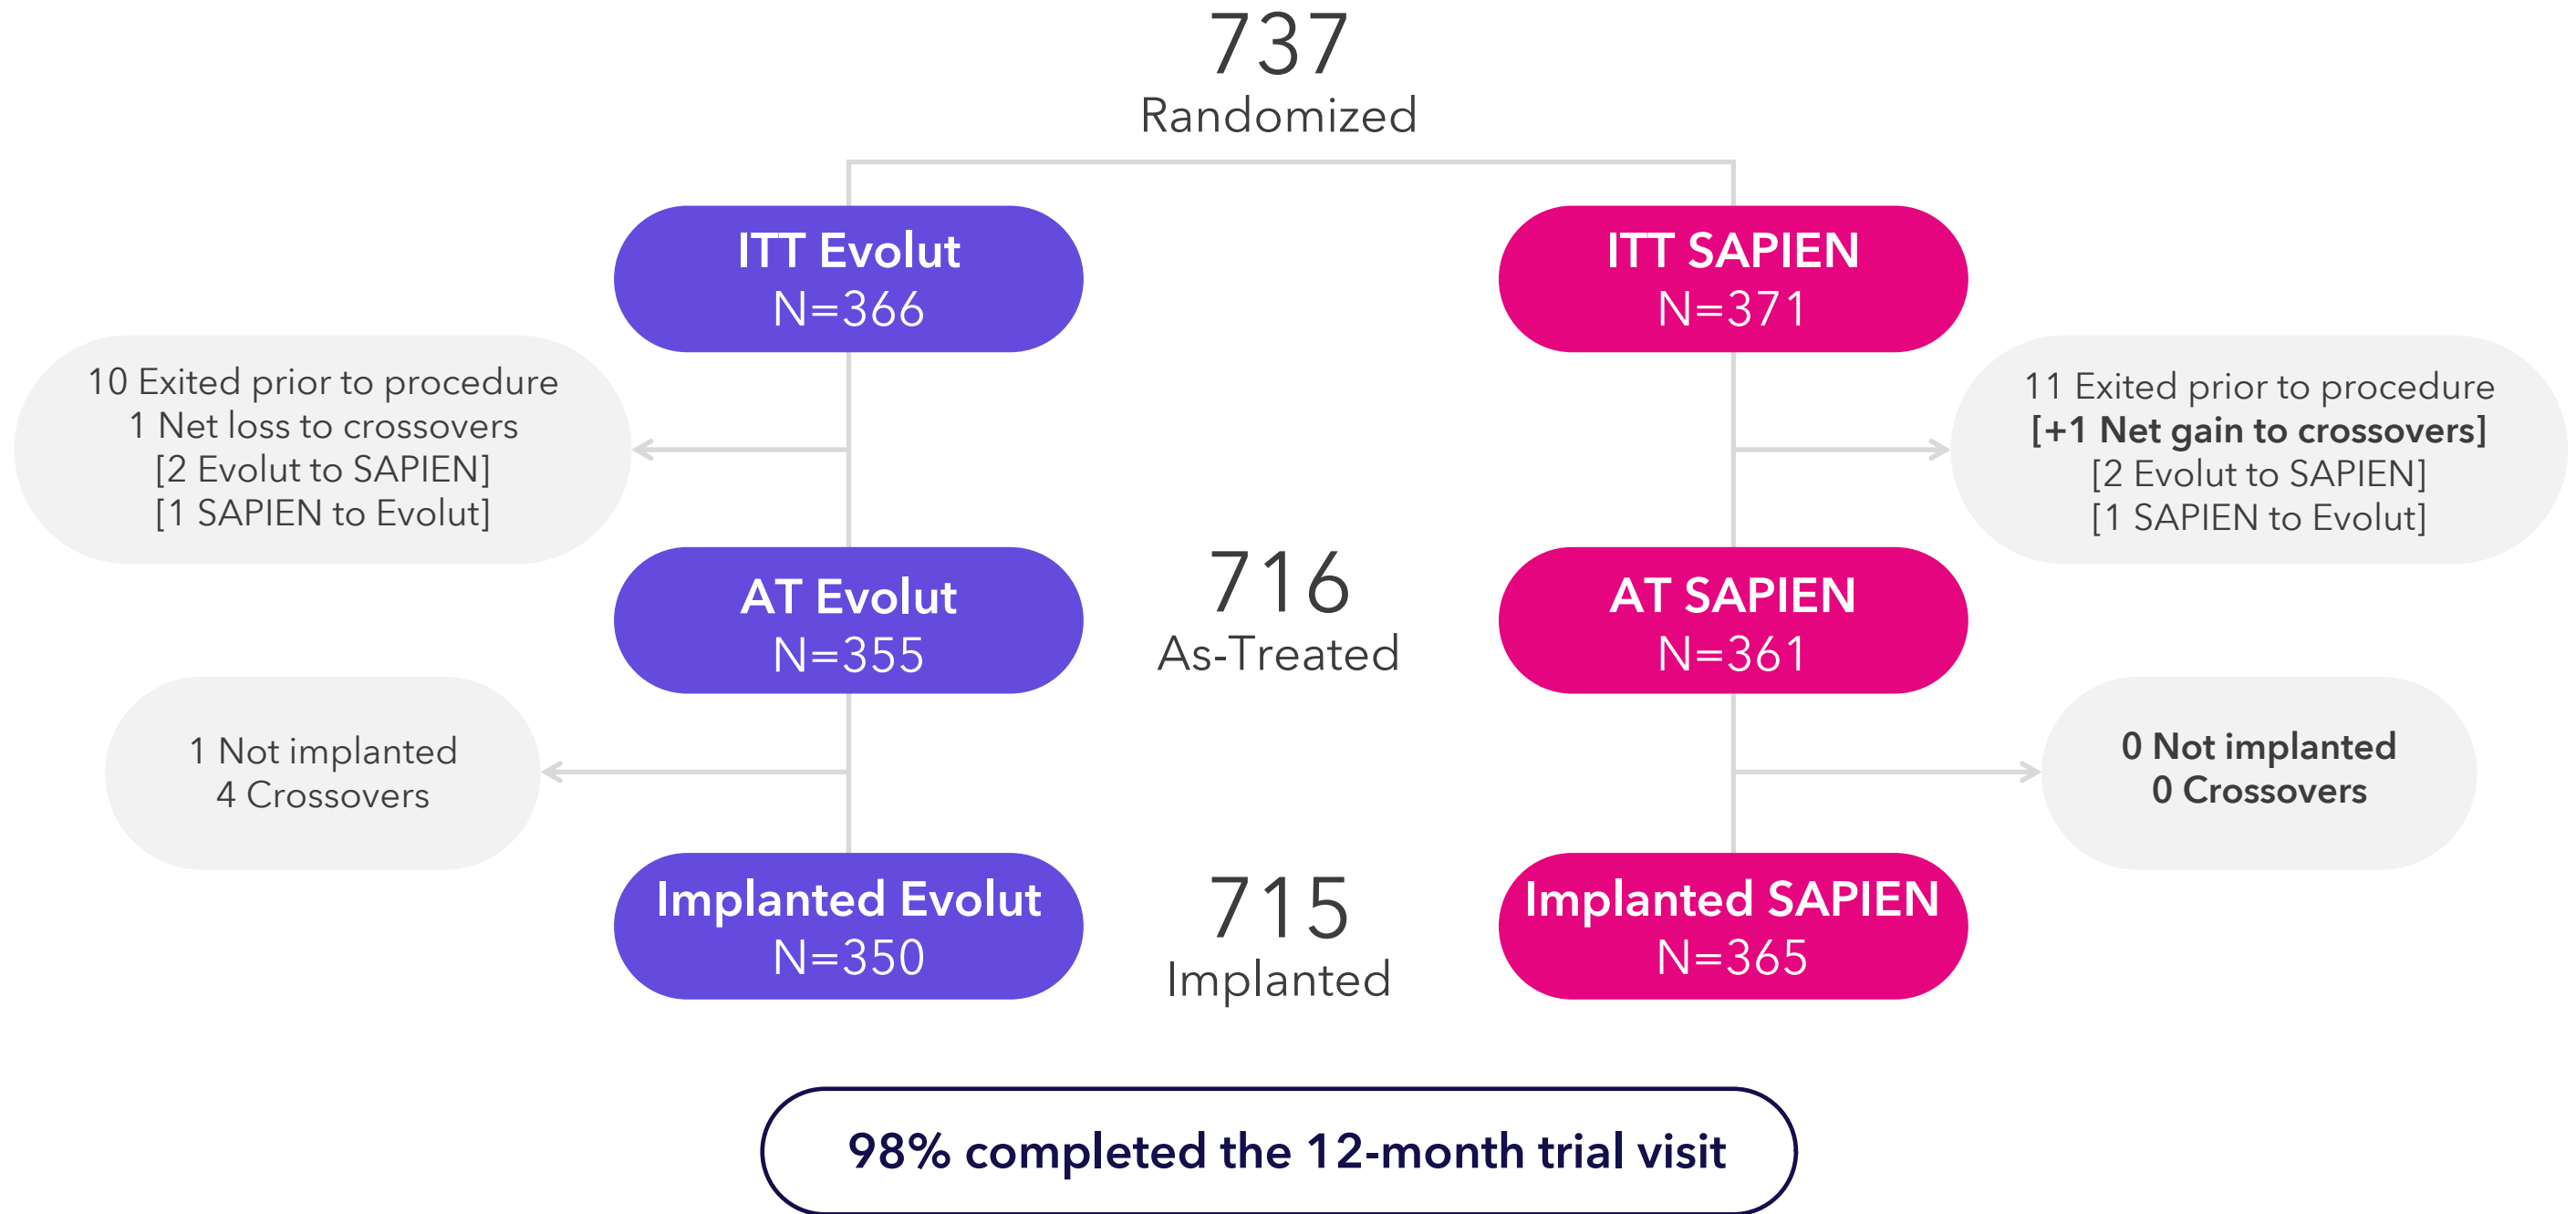 737
Randomized
ITT Evolut
N=366
ITT SAPIEN
N=371
10 Exited prior to procedure
1 Net loss to crossovers
[2 Evolut to SAPIEN]
[1 SAPIEN to Evolut]
11 Exited prior to procedure
[+1 Net gain to crossovers]
[2 Evolut to SAPIEN]
[1 SAPIEN to Evolut]
AT Evolut
N=355
716
As-Treated
AT SAPIEN
N=361
1 Not implanted
4 Crossovers
0 Not implanted
0 Crossovers
Implanted Evolut
N=350
715
Implanted
Implanted SAPIEN
N=365
98% completed the 12-month trial visit